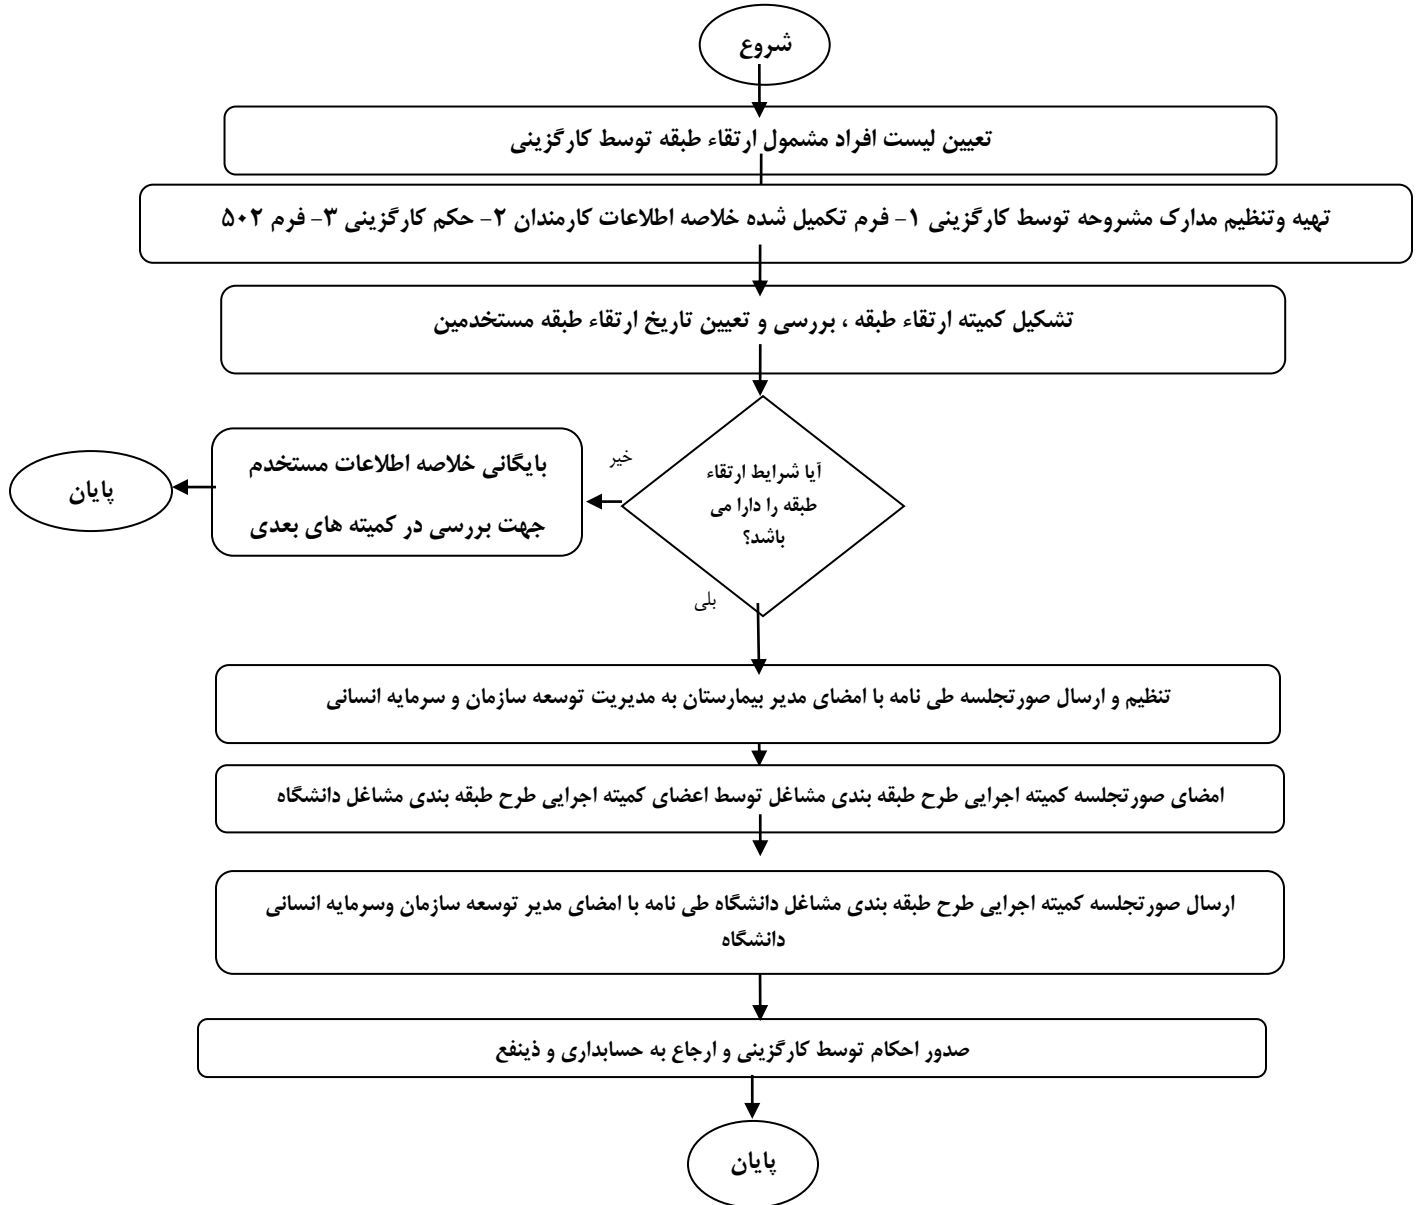 شروع
تعیین لیست افراد مشمول ارتقاء طبقه توسط کارگزینی
تهیه وتنظیم مدارک مشروحه توسط کارگزینی ۱- فرم تکمیل شده خلاصه اطلاعات کارمندان ۲- حکم کارگزینی ۳- فرم ۵۰۲
تشکیل کمیته ارتقاء طبقه ، بررسی و تعیین تاریخ ارتقاء طبقه مستخدمین
آیا شرایط ارتقاء
طبقه را دارا می
باشد؟
خیر
بایگانی خلاصه اطلاعات مستخدم
جهت بررسی در کمیته های بعدی
پایان
بلی
تنظیم و ارسال صورتجلسه طی نامه با امضای مدیر بیمارستان به مدیریت توسعه سازمان و سرمایه انسانی
امضای صورتجلسه کمیته اجرایی طرح طبقه بندی مشاغل توسط اعضای کمیته اجرایی طرح طبقه بندی مشاغل دانشگاه
ارسال صورتجلسه کمیته اجرایی طرح طبقه بندی مشاغل دانشگاه طی نامه با امضای مدیر توسعه سازمان وسرمایه انسانی
دانشگاه
صدور احکام توسط کارگزینی و ارجاع به حسابداری و ذینفع
پایان